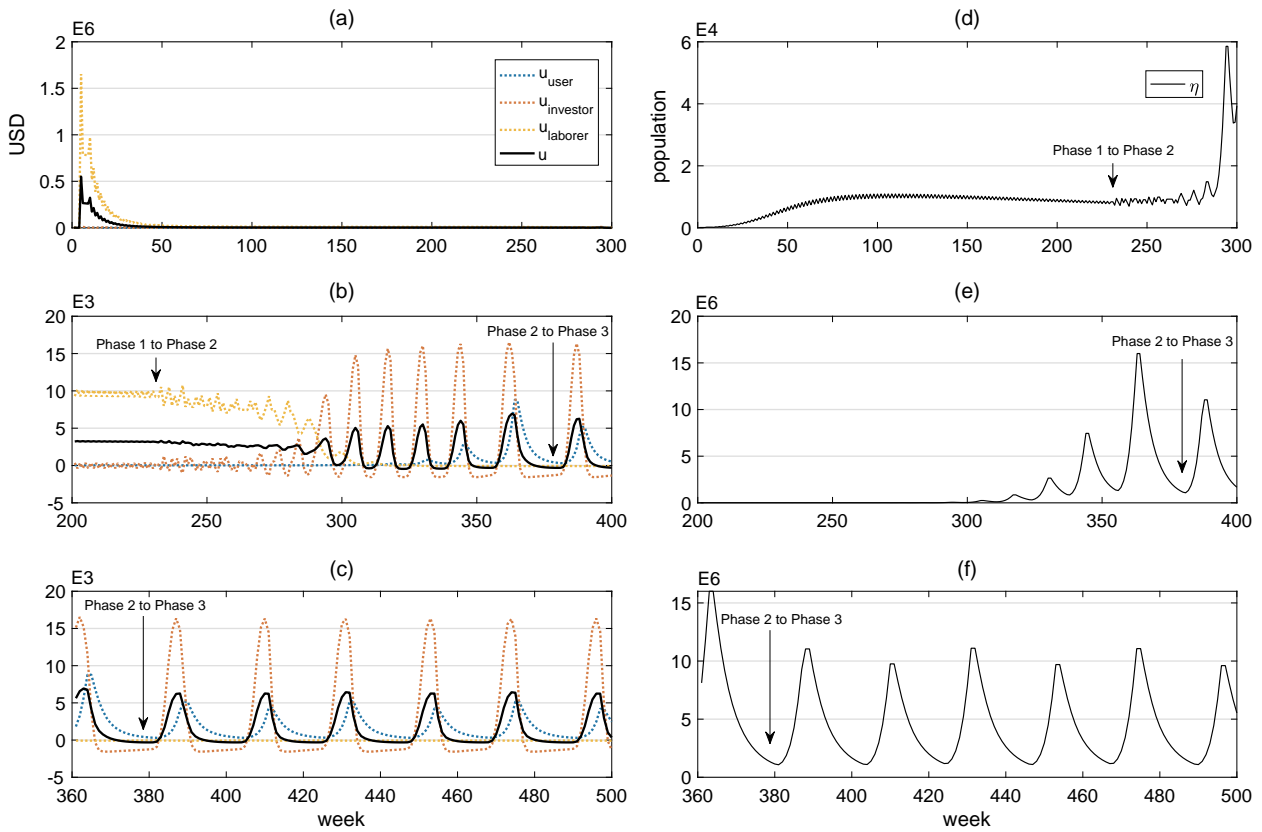 (a)
E6
2
1.5
1
0.5
0
USD
0 50 100 150 200 250 300
u_user
u_investor
u_laborer
u
(d)
E4
6
4
2
0
population
0 50 100 150 200 250 300
η
Phase 1 to Phase 2
(b)
E3
20
15
10
5
0
-5
200 250 300 350 400
Phase 1 to Phase 2
Phase 2 to Phase 3
(e)
E6
20
15
10
5
0
200 250 300 350 400
Phase 2 to Phase 3
(c)
E3
20
15
10
5
0
-5
360 380 400 420 440 460 480 500
week
Phase 2 to Phase 3
(f)
E6
15
10
5
0
360 380 400 420 440 460 480 500
week
Phase 2 to Phase 3